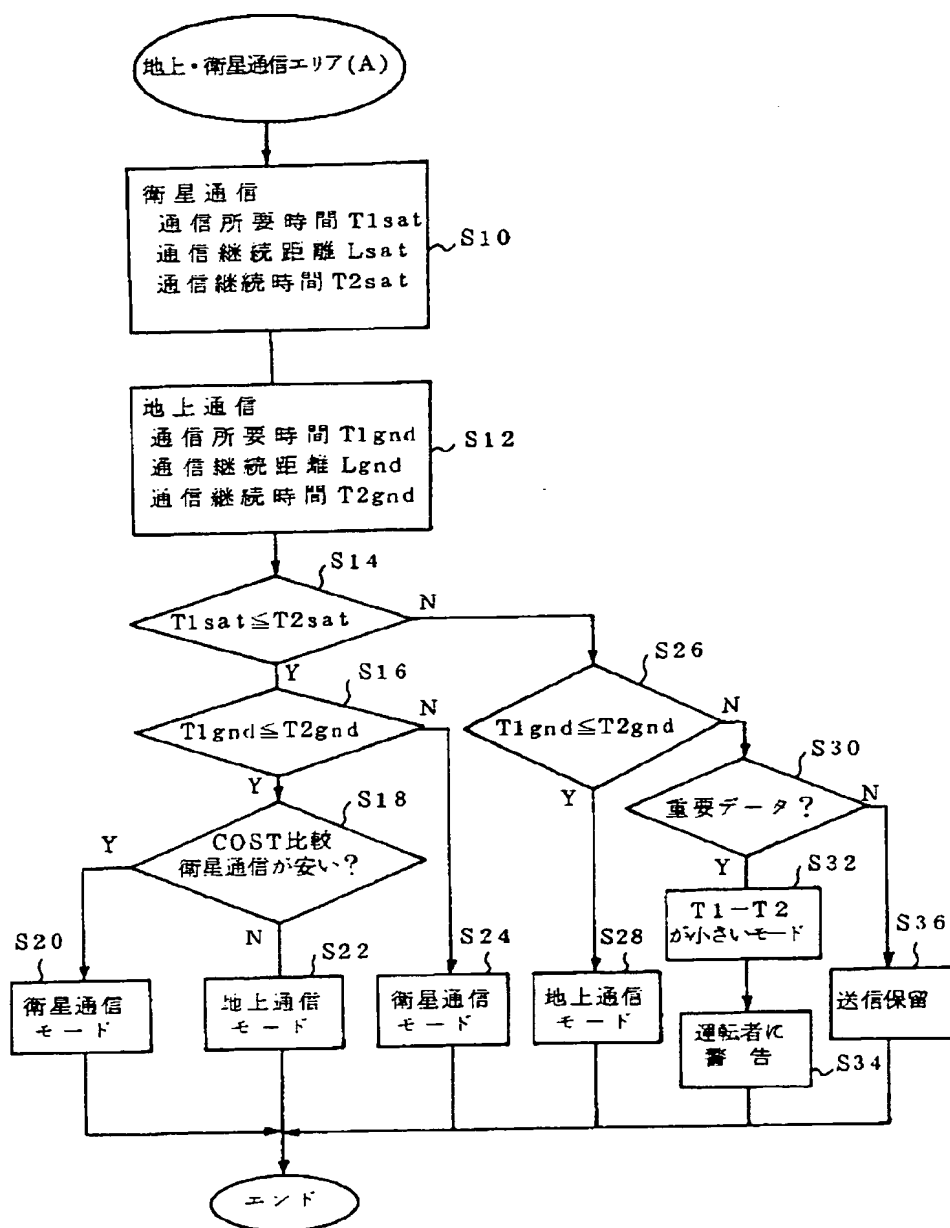 地上・衛星通信エリア(A)
衛星通信
通信所要時間 T1sat
通信継続距離 Lsat
通信継続時間 T2sat
S10
地上通信
通信所要時間 T1gnd
通信継続距離 Lgnd
通信継続時間 T2gnd
S12
S14
T1sat≦T2sat
N
Y
S16
T1gnd≦T2gnd
N
Y
S26
T1gnd≦T2gnd
N
Y
S18
COST比較
衛星通信が安い?
Y
N
S30
重要データ?
N
Y
S32
T1-T2
が小さいモード
S20
衛星通信
モード
S22
地上通信
モード
S24
衛星通信
モード
S28
地上通信
モード
S36
送信保留
運転者に
警告
S34
エンド